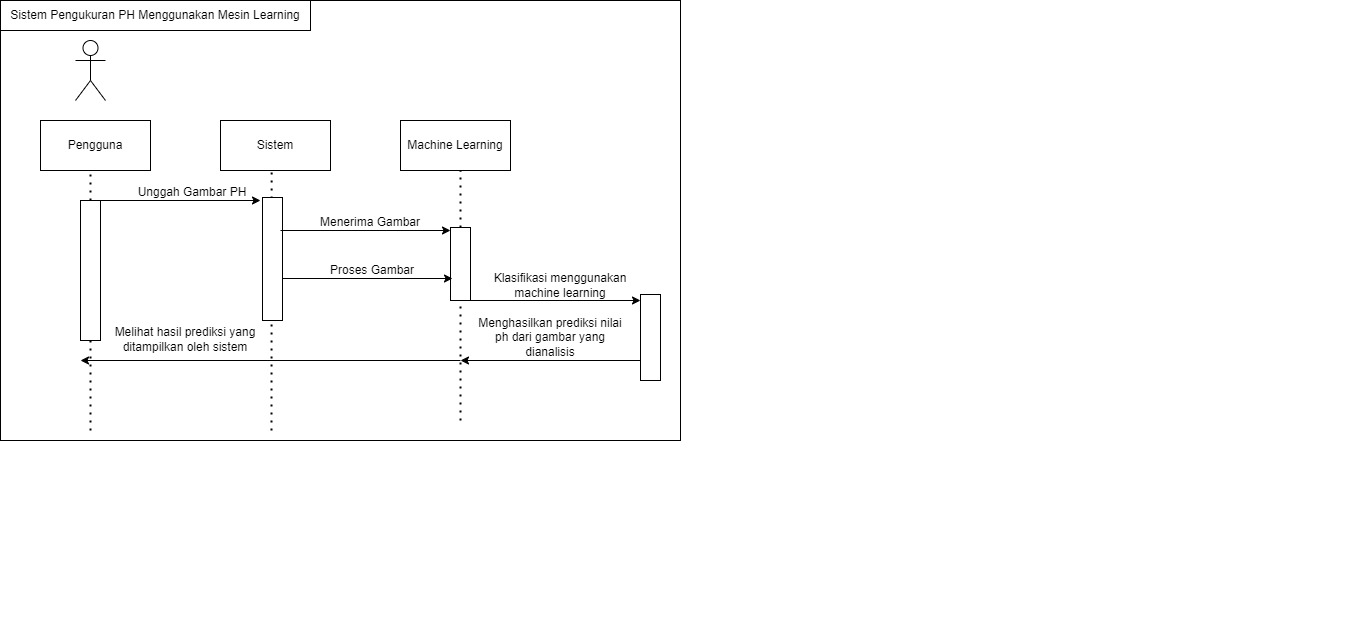 Sistem Pengukuran PH Menggunakan Mesin Learning
Pengguna
Sistem
Machine Learning
Unggah Gambar PH
Menerima Gambar
Proses Gambar
Klasifikasi menggunakan
machine learning
Menghasilkan prediksi nilai
ph dari gambar yang
dianalisis
Melihat hasil prediksi yang
ditampilkan oleh sistem